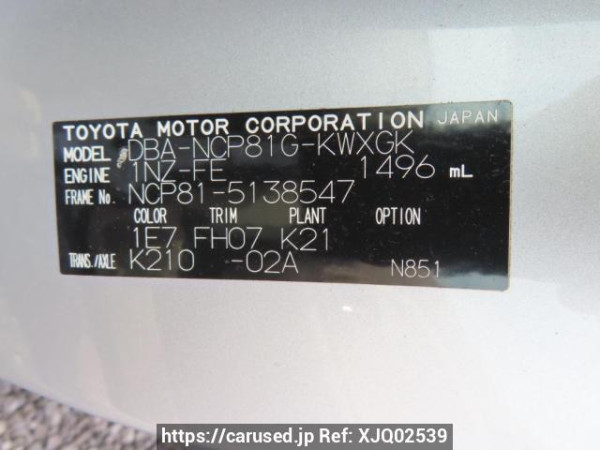 TOYOTA MOTOR CORPORATION JAPAN
MODEL DBA-NCP81G-KWXGK
ENGINE 1NZ-FE 1496 mL
FRAME No. NCP81-5138547
COLOR TRIM PLANT OPTION
1E7 FH07 K21
TRANS./AXLE K210 -02A N851
https://carused.jp Ref: XJQ02539